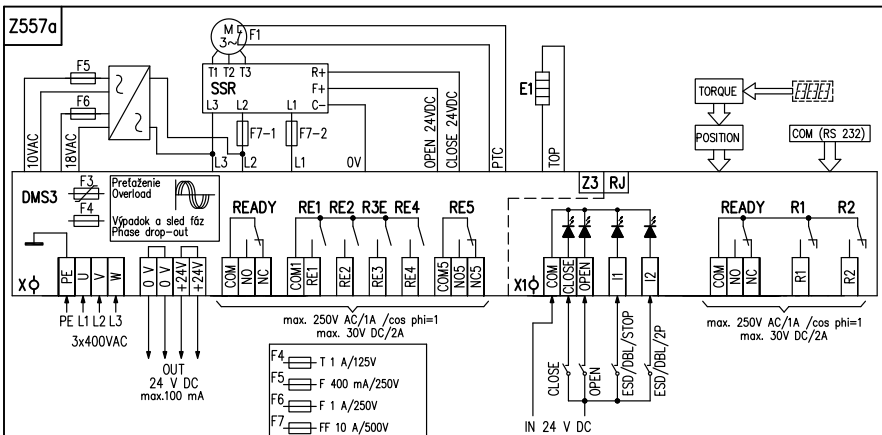 Z557a
M
3~
F1
F5
F6
T1 T2 T3
SSR
R+
F+
C-
L3 L2 L1
F7-1
F7-2
L3 L2 L1 0V
10VAC
18VAC
OPEN 24VDC
CLOSE 24VDC
PTC
E1
TOP
TORQUE
POSITION
COM (RS 232)
DMS3
F3
F4
Preťaženie
Overload
Výpadok a sled fáz
Phase drop-out
READY RE1 RE2 R3E RE4 RE5
Z3 RJ
READY R1 R2
X
PE U V W
0 V 0 V +24V +24V
COM NO NC
COM1 RE1 RE2 RE3 RE4
COM5 NO5 NC5
X1
COM CLOSE OPEN I1 I2
COM NO NC R1 R2
PE L1 L2 L3
3x400VAC
OUT
24 V DC
max.100 mA
max. 250V AC/1A /cos phi=1
max. 30V DC/2A
F4 T 1 A/125V
F5 F 400 mA/250V
F6 F 1 A/250V
F7 FF 10 A/500V
CLOSE
OPEN
ESD/DBL/STOP
ESD/DBL/2P
IN 24 V DC
max. 250V AC/1A /cos phi=1
max. 30V DC/2A